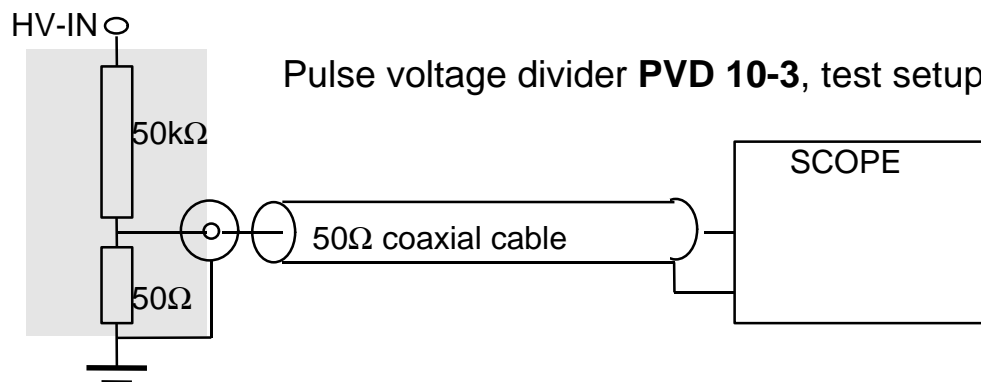 HV-IN
Pulse voltage divider PVD 10-3, test setup
50kΩ
SCOPE
50Ω coaxial cable
50Ω